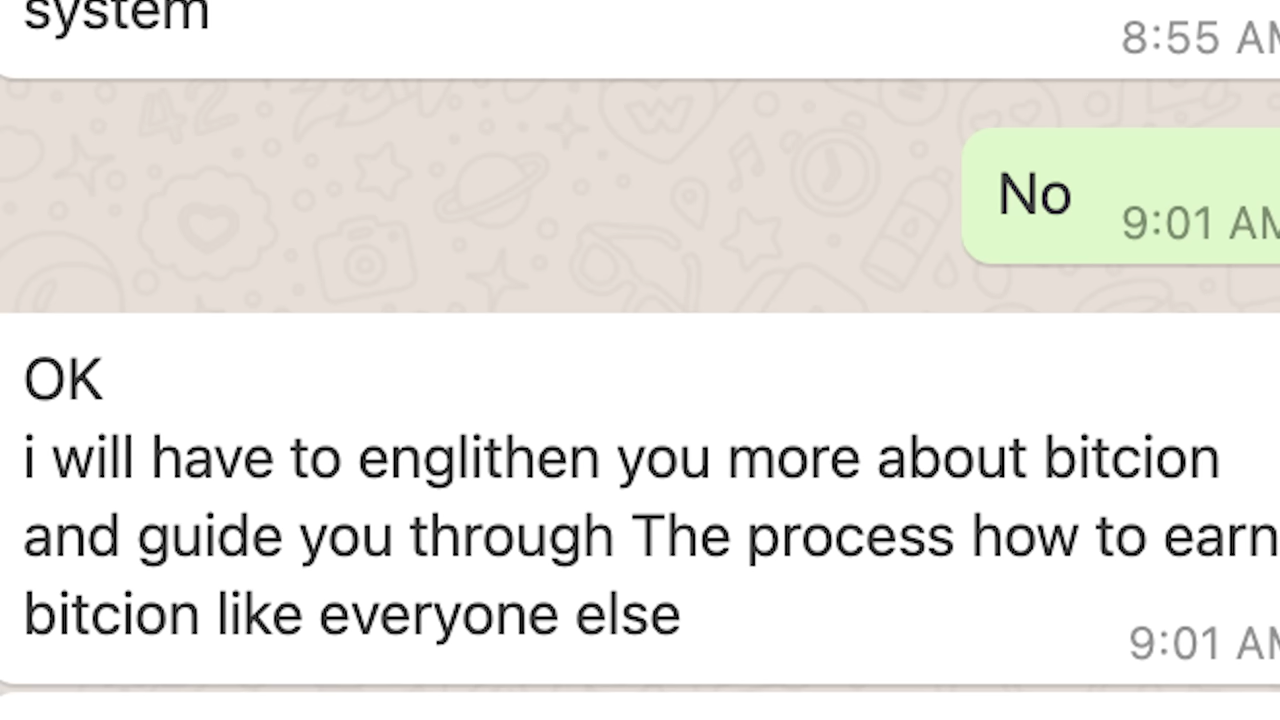 system
8:55 AM
No
9:01 AM
OK
i will have to englithen you more about bitcion
and guide you through The process how to earn
bitcion like everyone else
9:01 AM